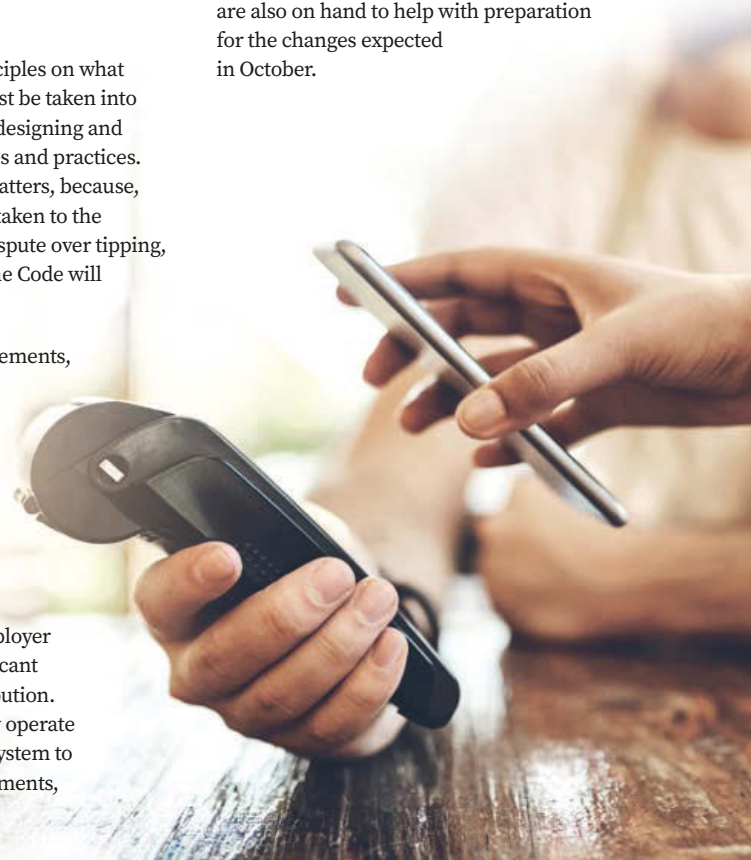 ciples on what
st be taken into
designing and
s and practices.
atters, because,
taken to the
spute over tipping,
e Code will
ements,
ployer
cant
oution.
operate
ystem to
ments,
are also on hand to help with preparation
for the changes expected
in October.